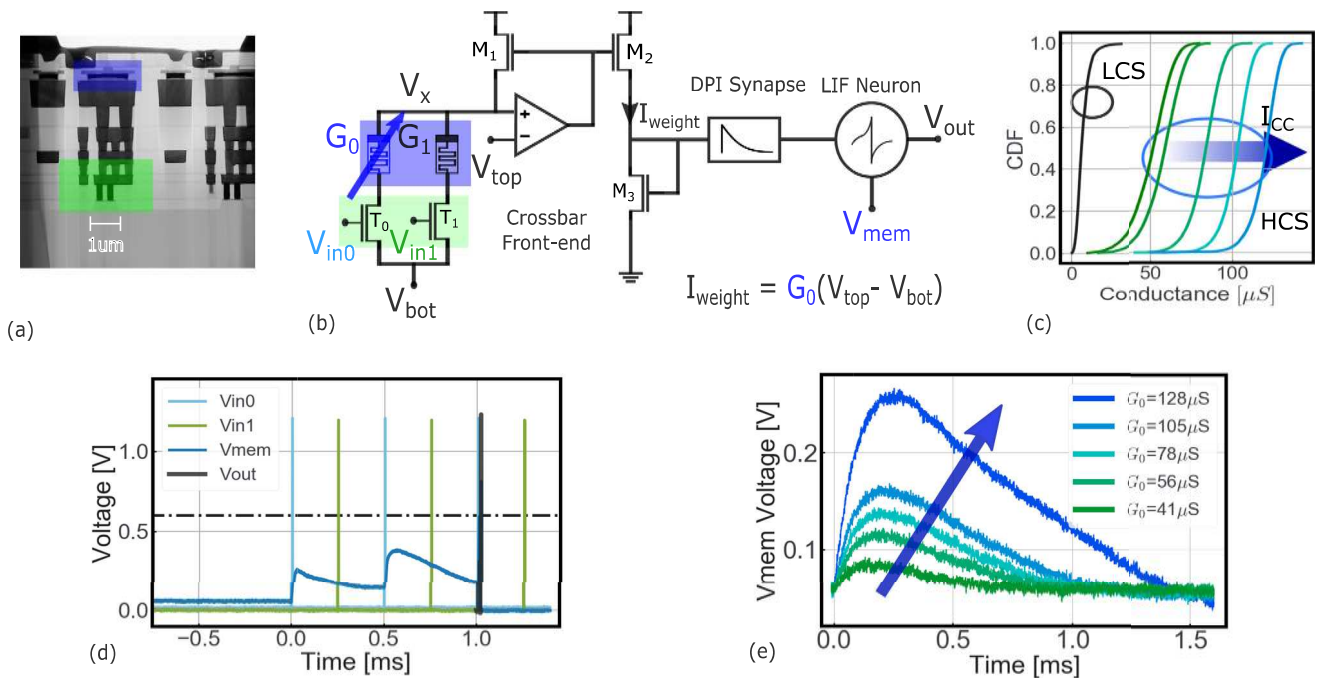 1um
(a)
M1
M2
Vx
G0
G1
Vtop
+
−
Iweight
M3
T0
T1
Vin0
Vin1
Vbot
Crossbar
Front-end
DPI Synapse
LIF Neuron
Vout
Vmem
Iweight = G0(Vtop- Vbot)
(b)
CDF
1.0
0.8
0.6
0.4
0.2
0.0
LCS
ICC
HCS
0
50
100
Conductance [μS]
(c)
Voltage [V]
1.0
0.5
0.0
Vin0
Vin1
Vmem
Vout
−0.5
0.0
0.5
1.0
Time [ms]
(d)
Vmem Voltage [V]
0.2
0.1
G0=128μS
G0=105μS
G0=78μS
G0=56μS
G0=41μS
0.0
0.5
1.0
1.5
Time [ms]
(e)